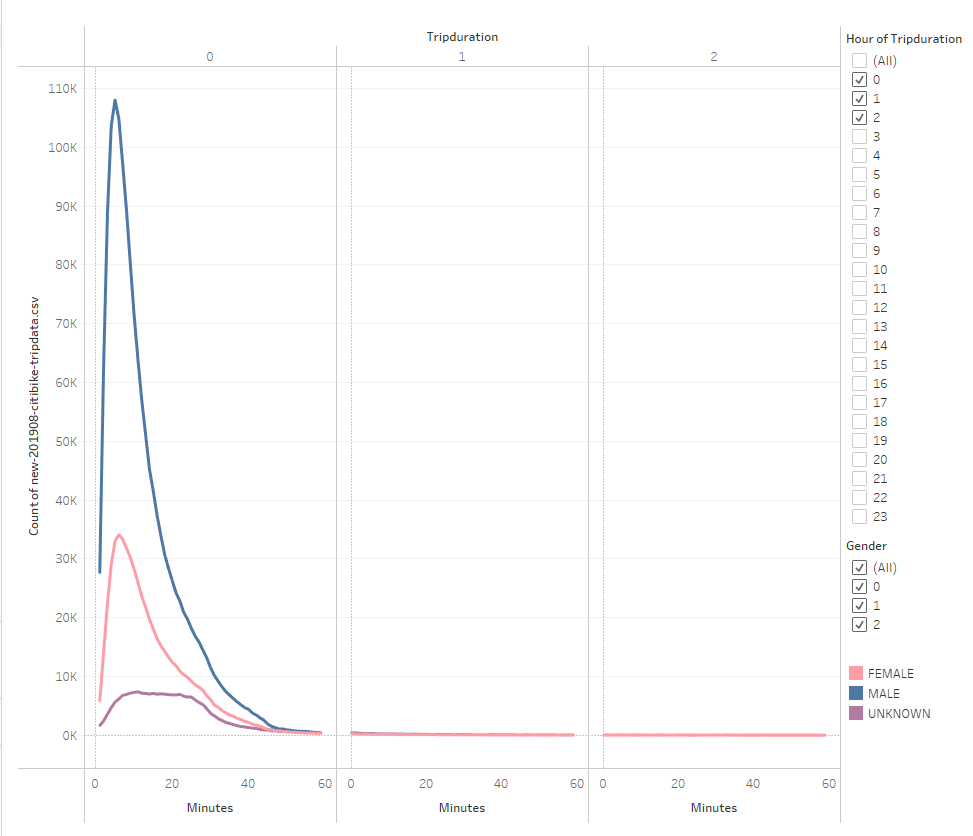 Tripduration
0
1
2
Count of new-201908-citibike-tripdata.csv
110K
100K
90K
80K
70K
60K
50K
40K
30K
20K
10K
0K
0 20 40 60
0 20 40 60
0 20 40 60
Minutes
Minutes
Minutes
Hour of Tripduration
(All)
0
1
2
3
4
5
6
7
8
9
10
11
12
13
14
15
16
17
18
19
20
21
22
23
Gender
(All)
0
1
2
FEMALE
MALE
UNKNOWN